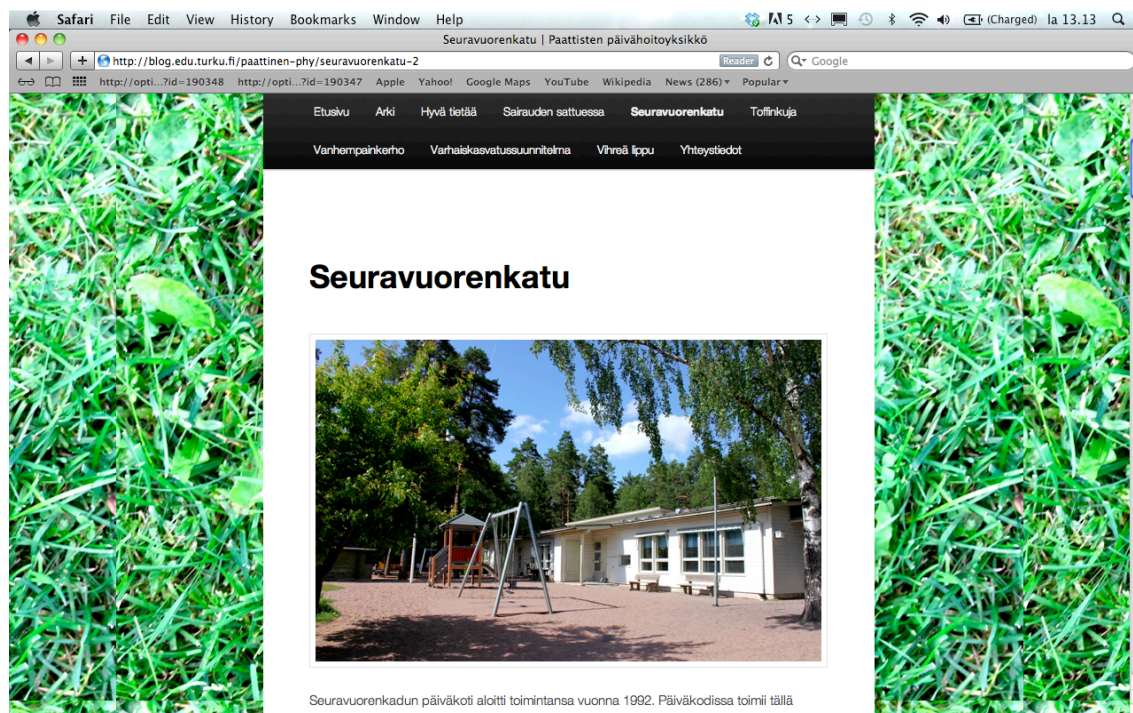 Safari File Edit View History Bookmarks Window Help 5 (Charged) la 13.13
Seuravuorenkatu | Paattisten päivähoitoyksikkö
http://blog.edu.turku.fi/paattinen-phy/seuravuorenkatu-2 Reader Google
http://opti...?id=190348 http://opti...?id=190347 Apple Yahoo! Google Maps YouTube Wikipedia News (286) Popular
Etusivu Arki Hyvä tietää Sairauden sattuessa Seuravuorenkatu Toffinkuja
Vanhempainkerho Varhaiskasvatussuunnitelma Vihreä lippu Yhteystiedot
Seuravuorenkatu
Seuravuorenkadun päiväkoti aloitti toimintansa vuonna 1992. Päiväkodissa toimii tällä